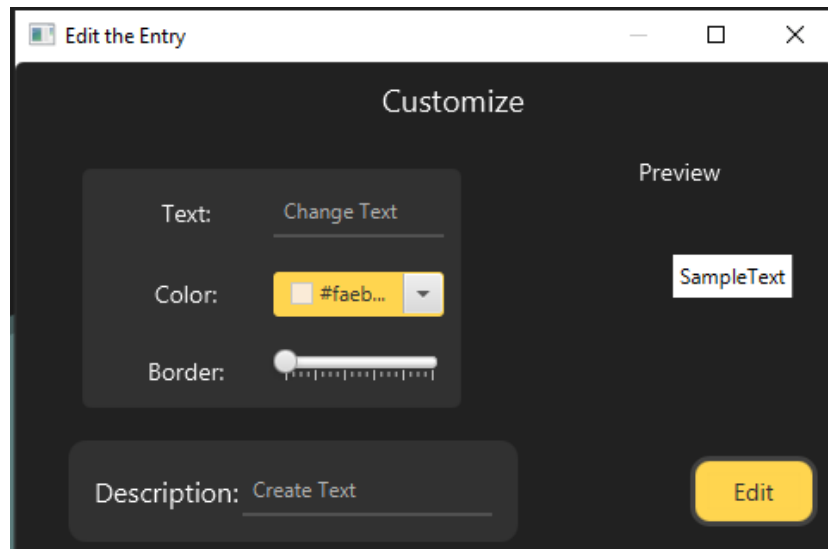 Edit the Entry
Customize
Preview
Text: Change Text
SampleText
Color: #faeb...
Border:
Description: Create Text
Edit